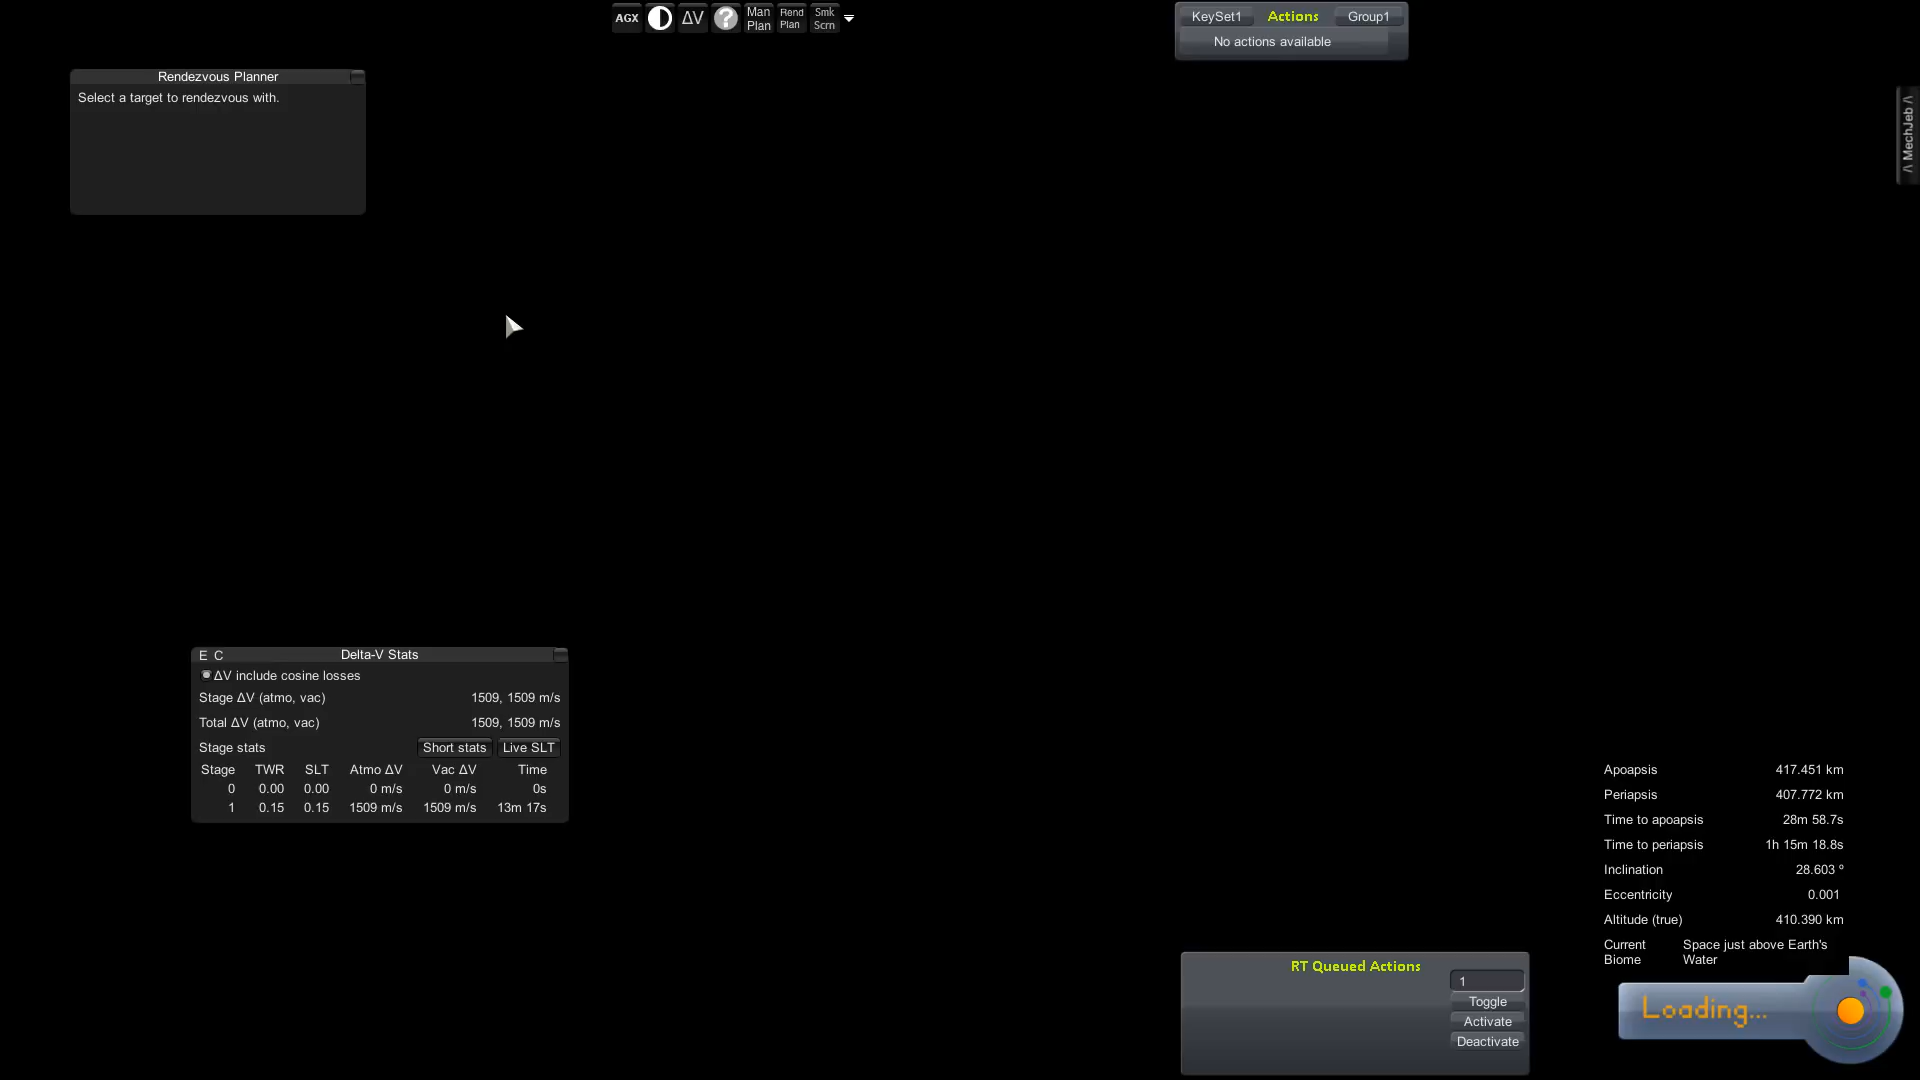 AGX ΔV ? Man Plan Rend Plan Smk Scrn
KeySet1 Actions Group1
No actions available
Rendezvous Planner
Select a target to rendezvous with.
\/ MechJeb \/
E C Delta-V Stats
ΔV include cosine losses
Stage ΔV (atmo, vac) 1509, 1509 m/s
Total ΔV (atmo, vac) 1509, 1509 m/s
Stage stats Short stats Live SLT
Stage TWR SLT Atmo ΔV Vac ΔV Time
0 0.00 0.00 0 m/s 0 m/s 0s
1 0.15 0.15 1509 m/s 1509 m/s 13m 17s
Apoapsis 417.451 km
Periapsis 407.772 km
Time to apoapsis 28m 58.7s
Time to periapsis 1h 15m 18.8s
Inclination 28.603 º
Eccentricity 0.001
Altitude (true) 410.390 km
Current Biome Space just above Earth's Water
RT Queued Actions
1
Toggle
Activate
Deactivate
Loading...